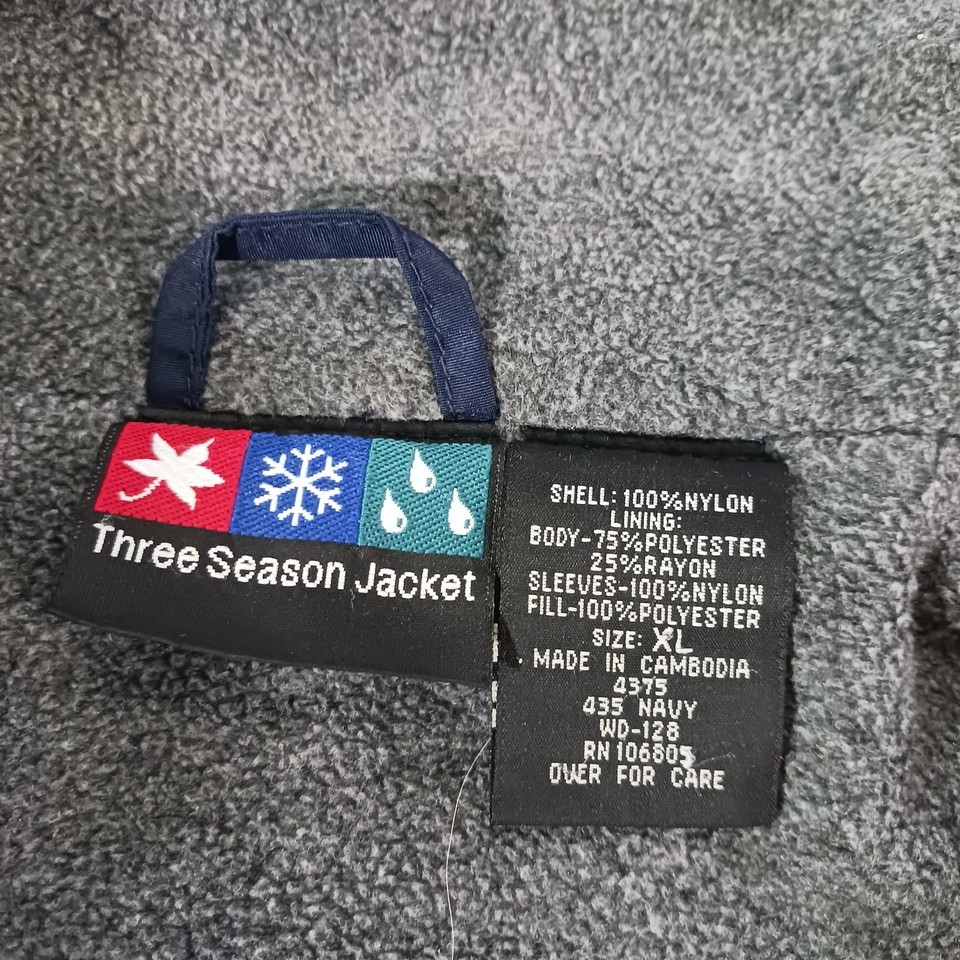 Three Season Jacket
SHELL: 100%NYLON
LINING:
BODY-75%POLYESTER
25%RAYON
SLEEVES-100%NYLON
FILL-100%POLYESTER
SIZE: XL
MADE IN CAMBODIA
4375
435 NAVY
WD-128
RN 106805
OVER FOR CARE